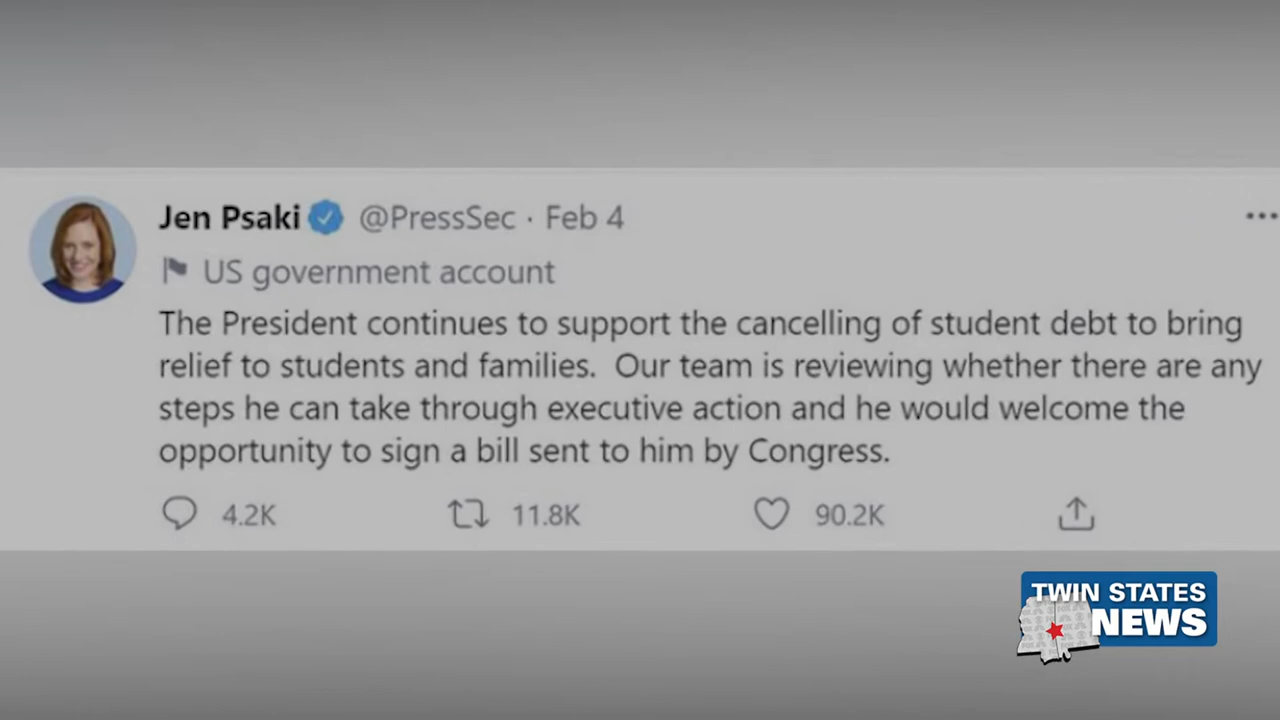 Jen Psaki @PressSec · Feb 4
US government account
The President continues to support the cancelling of student debt to bring
relief to students and families.  Our team is reviewing whether there are any
steps he can take through executive action and he would welcome the
opportunity to sign a bill sent to him by Congress.
4.2K 11.8K 90.2K
TWIN STATES
NEWS